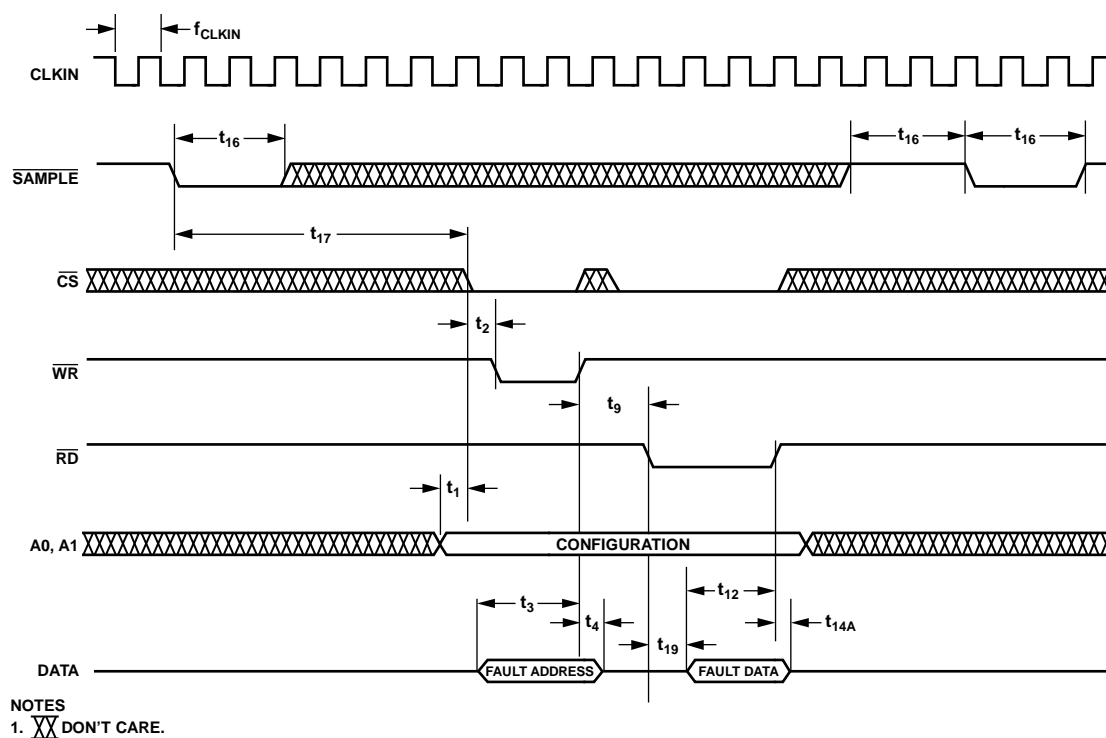 fCLKIN
CLKIN
t16
t16
t16
SAMPLE
t17
CS
t2
WR
t9
RD
t1
A0, A1
CONFIGURATION
t3
t12
t4
t14A
t19
DATA
FAULT ADDRESS
FAULT DATA
NOTES
1. XX DON'T CARE.